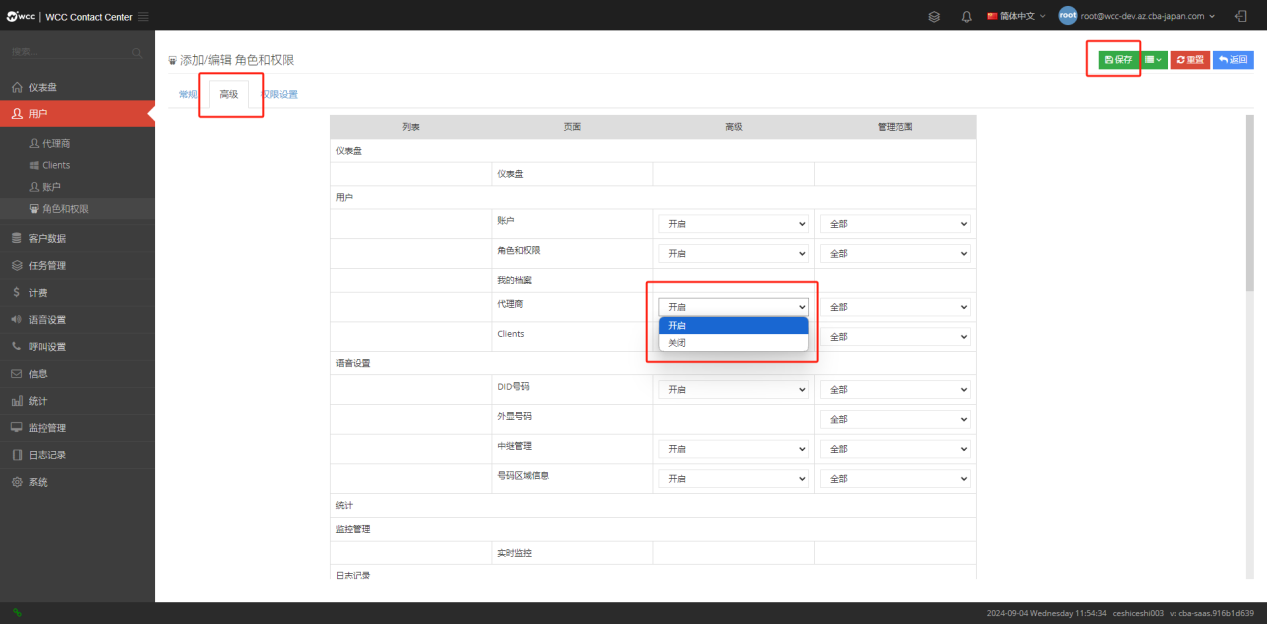 wcc | WCC Contact Center
简体中文
root
root@wcc-dev.az.cba-japan.com
搜索...
仪表盘
用户
代理商
Clients
账户
角色和权限
客户数据
任务管理
计费
语音设置
呼叫设置
信息
统计
监控管理
日志记录
系统
添加/编辑 角色和权限
保存
重置
返回
常规
高级
权限设置
列表 页面 高级 管理范围
仪表盘
仪表盘
用户
账户 开启 全部
角色和权限 开启 全部
我的档案
代理商 开启 全部
开启
Clients 全部
关闭
语音设置
DID号码 开启 全部
外显号码 全部
中继管理 开启 全部
号码区域信息 开启 全部
统计
监控管理
实时监控
日志记录
2024-09-04 Wednesday 11:54:34 ceshiceshi003 v: cba-saas.916b1d639